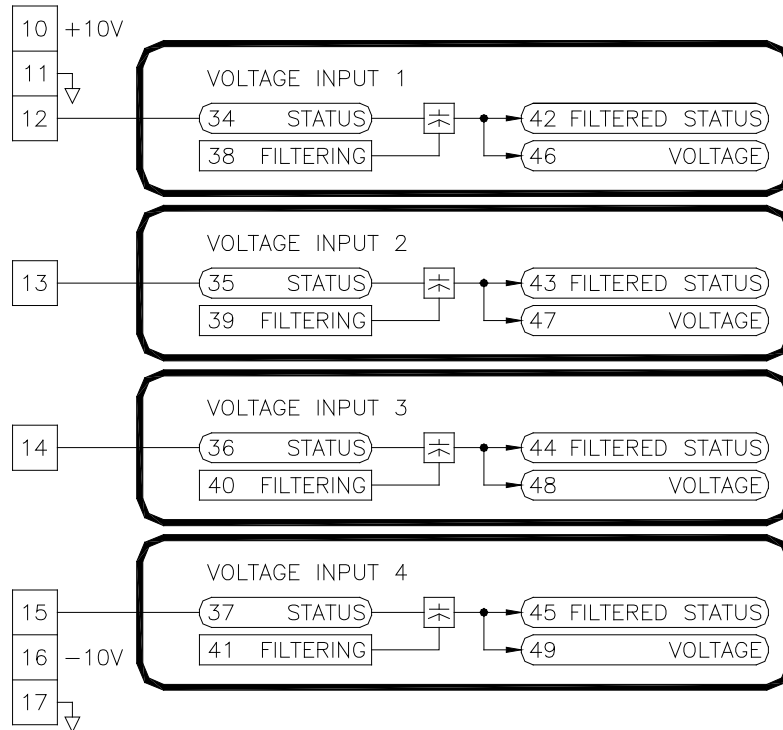 10 +10V
11
VOLTAGE INPUT 1
12 34 STATUS 42 FILTERED STATUS
38 FILTERING 46 VOLTAGE
VOLTAGE INPUT 2
13 35 STATUS 43 FILTERED STATUS
39 FILTERING 47 VOLTAGE
VOLTAGE INPUT 3
14 36 STATUS 44 FILTERED STATUS
40 FILTERING 48 VOLTAGE
VOLTAGE INPUT 4
15 37 STATUS 45 FILTERED STATUS
16 -10V 41 FILTERING 49 VOLTAGE
17